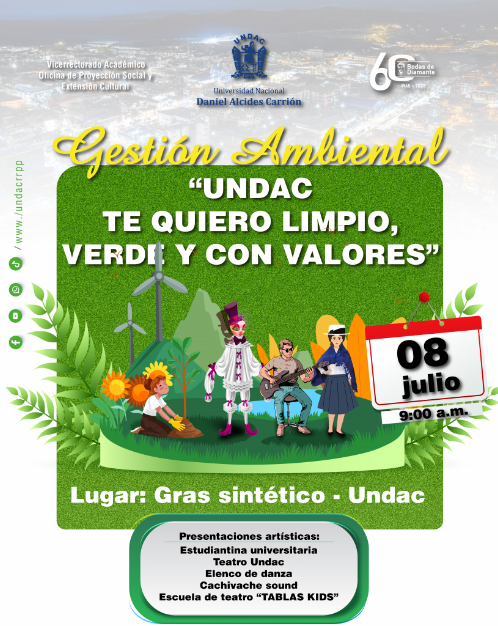 Vicerrectorado Académico
Oficina de Proyección Social y
Extensión Cultural
UNDAC
Universidad Nacional
Daniel Alcides Carrión
60 Bodas de
Diamante
Gestión Ambiental
“UNDAC
TE QUIERO LIMPIO,
VERDE Y CON VALORES”
/www./undacrrpp
08
julio
9:00 a.m.
Lugar: Gras sintético - Undac
Presentaciones artísticas:
Estudiantina universitaria
Teatro Undac
Elenco de danza
Cachivache sound
Escuela de teatro “TABLAS KIDS”